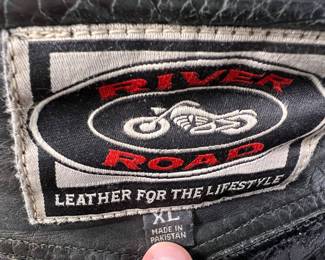 RIVER
ROAD
LEATHER FOR THE LIFESTYLE
XL
MADE IN
PAKISTAN